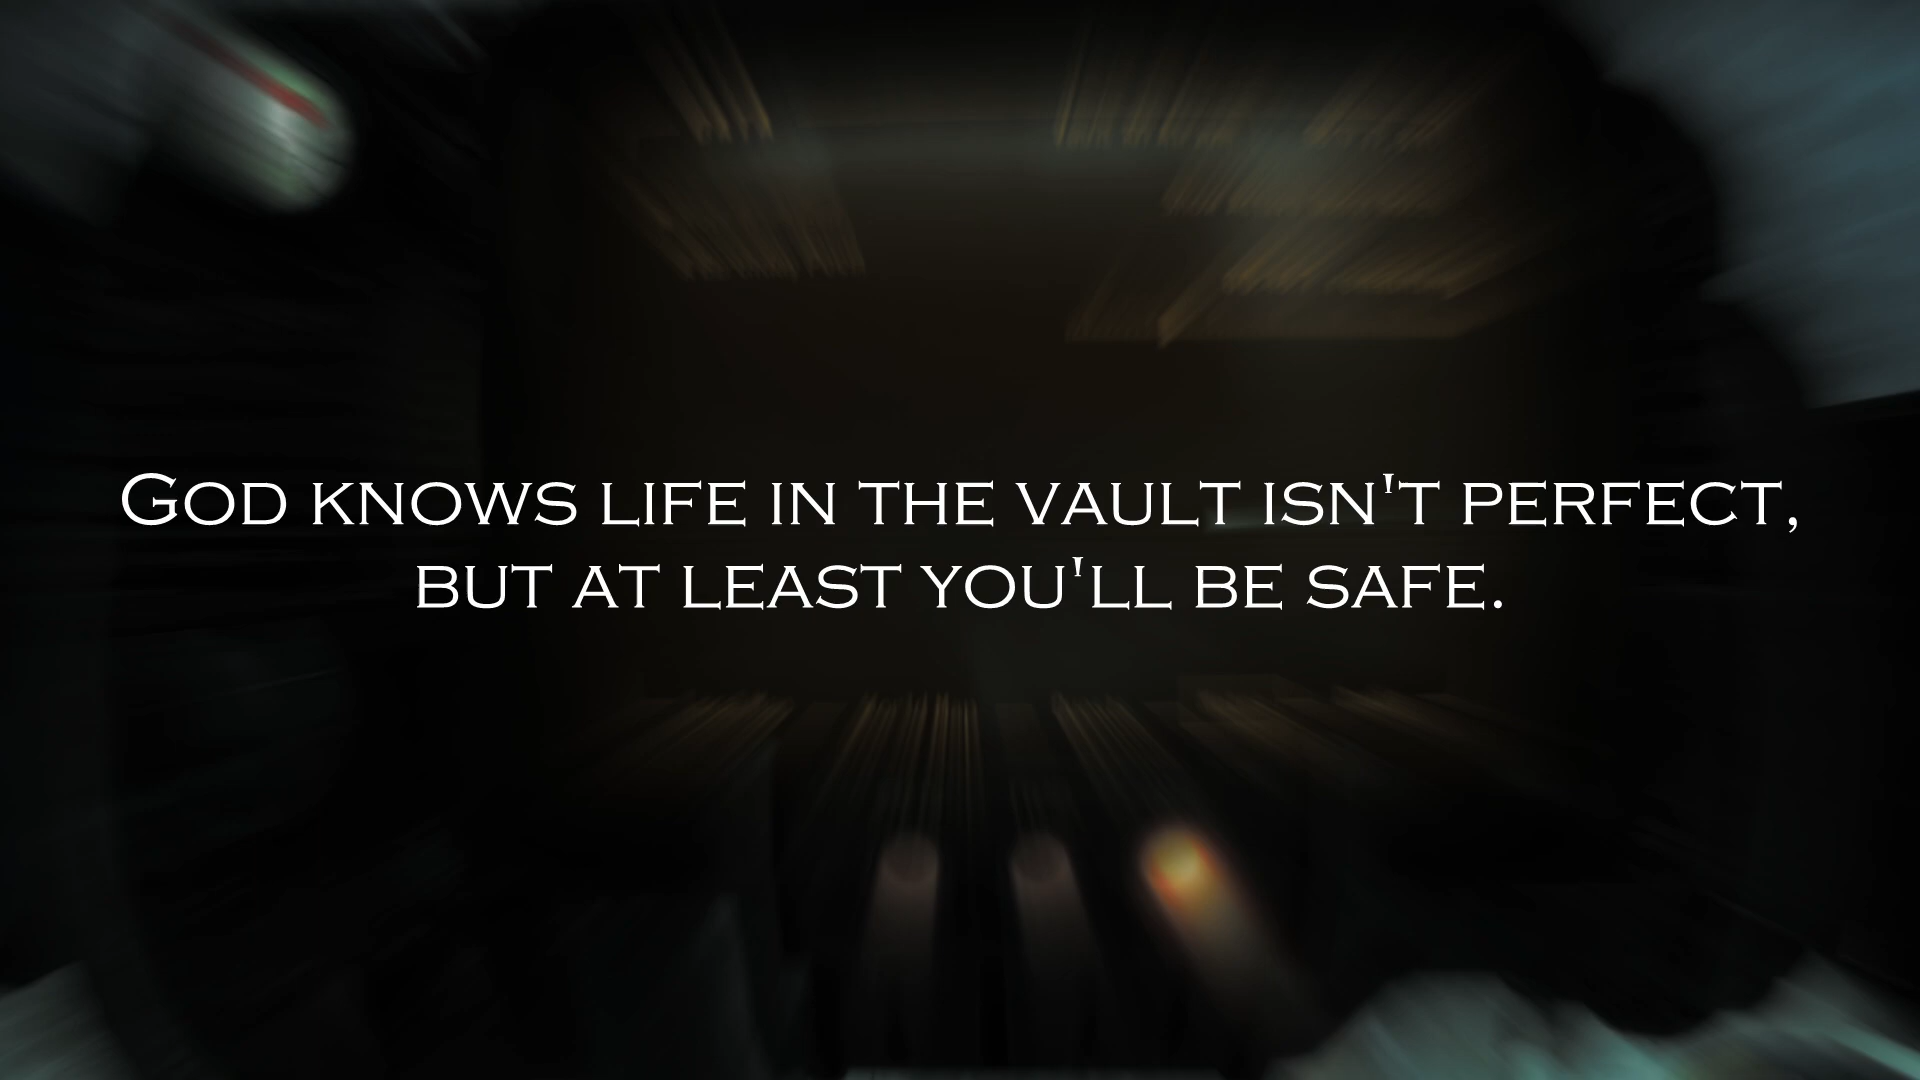 God knows life in the vault isn't perfect,
but at least you'll be safe.